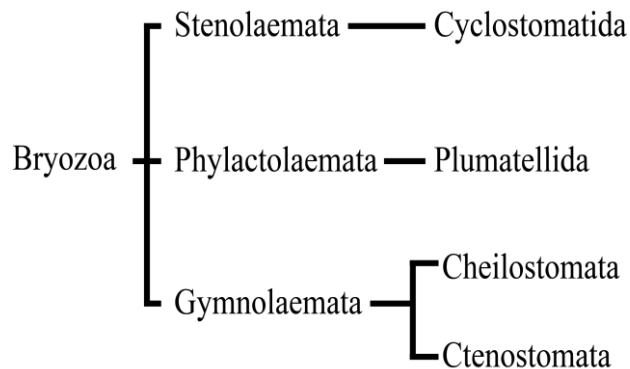 Stenolaemata Cyclostomatida
Bryozoa Phylactolaemata Plumatellida
Cheilostomata
Gymnolaemata
Ctenostomata